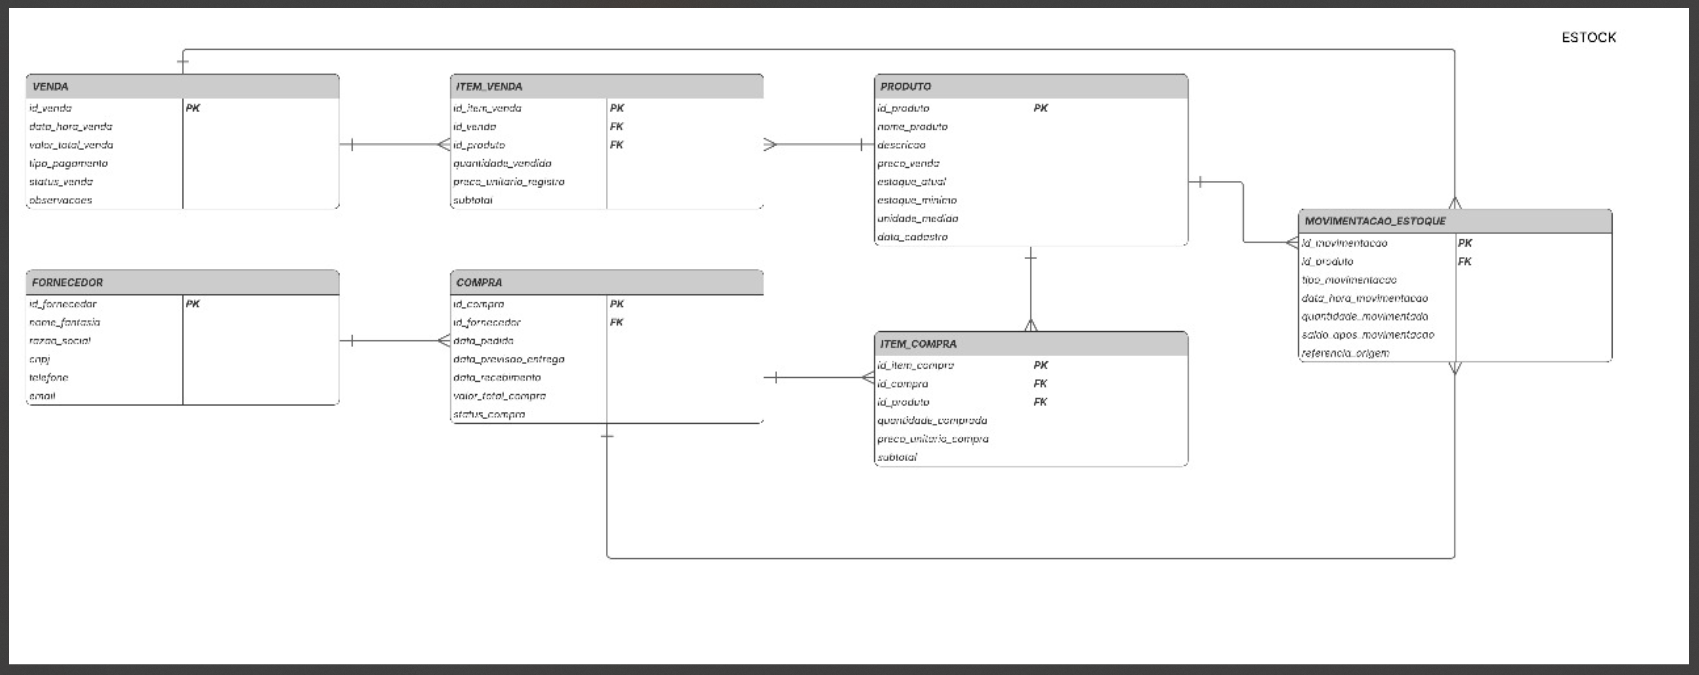 ESTOCK
VENDA
id_venda PK
data_hora_venda
valor_total_venda
tipo_pagamento
status_venda
observacoes
ITEM_VENDA
id_item_venda PK
id_venda FK
id_produto FK
quantidade_vendida
preco_unitario_registro
subtotal
PRODUTO
id_produto PK
nome_produto
descricao
preco_venda
estoque_atual
estoque_minimo
unidade_medida
data_cadastro
MOVIMENTACAO_ESTOQUE
id_movimentacao PK
id_produto FK
tipo_movimentacao
data_hora_movimentacao
quantidade_movimentada
saldo_apos_movimentacao
referencia_origem
FORNECEDOR
id_fornecedor PK
nome_fantasia
razao_social
cnpj
telefone
email
COMPRA
id_compra PK
id_fornecedor FK
data_pedido
data_previsao_entrega
data_recebimento
valor_total_compra
status_compra
ITEM_COMPRA
id_item_compra PK
id_compra FK
id_produto FK
quantidade_comprada
preco_unitario_compra
subtotal